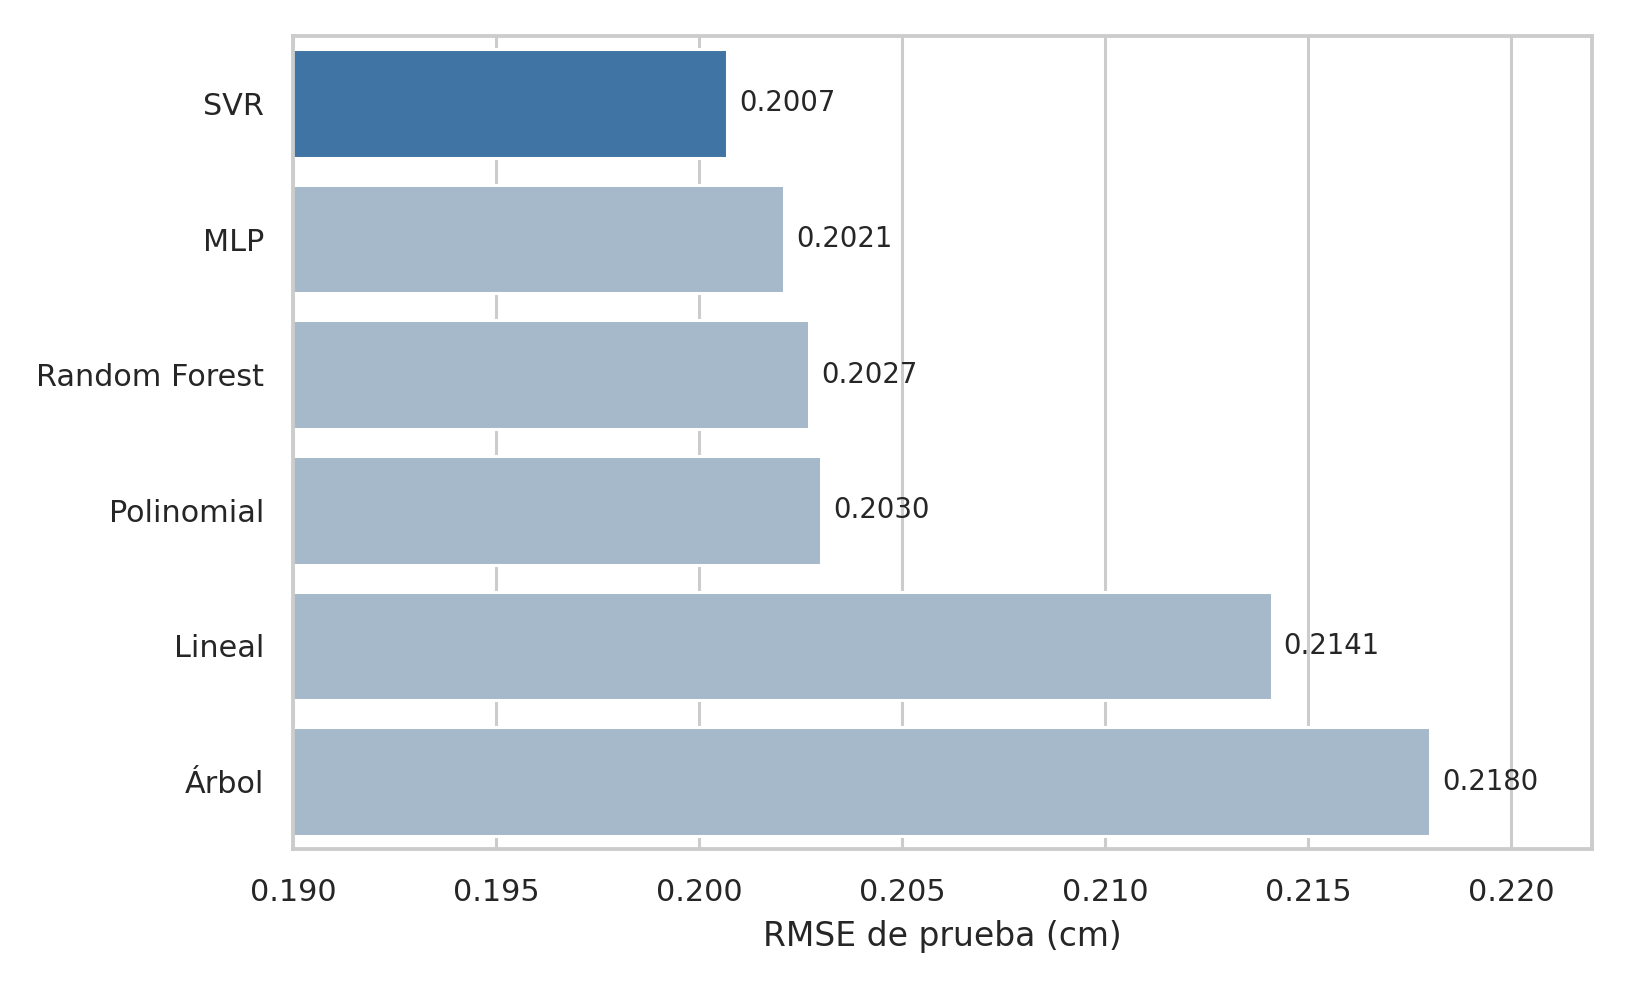 SVR 0.2007
MLP 0.2021
Random Forest 0.2027
Polinomial 0.2030
Lineal 0.2141
Árbol 0.2180
0.190 0.195 0.200 0.205 0.210 0.215 0.220
RMSE de prueba (cm)